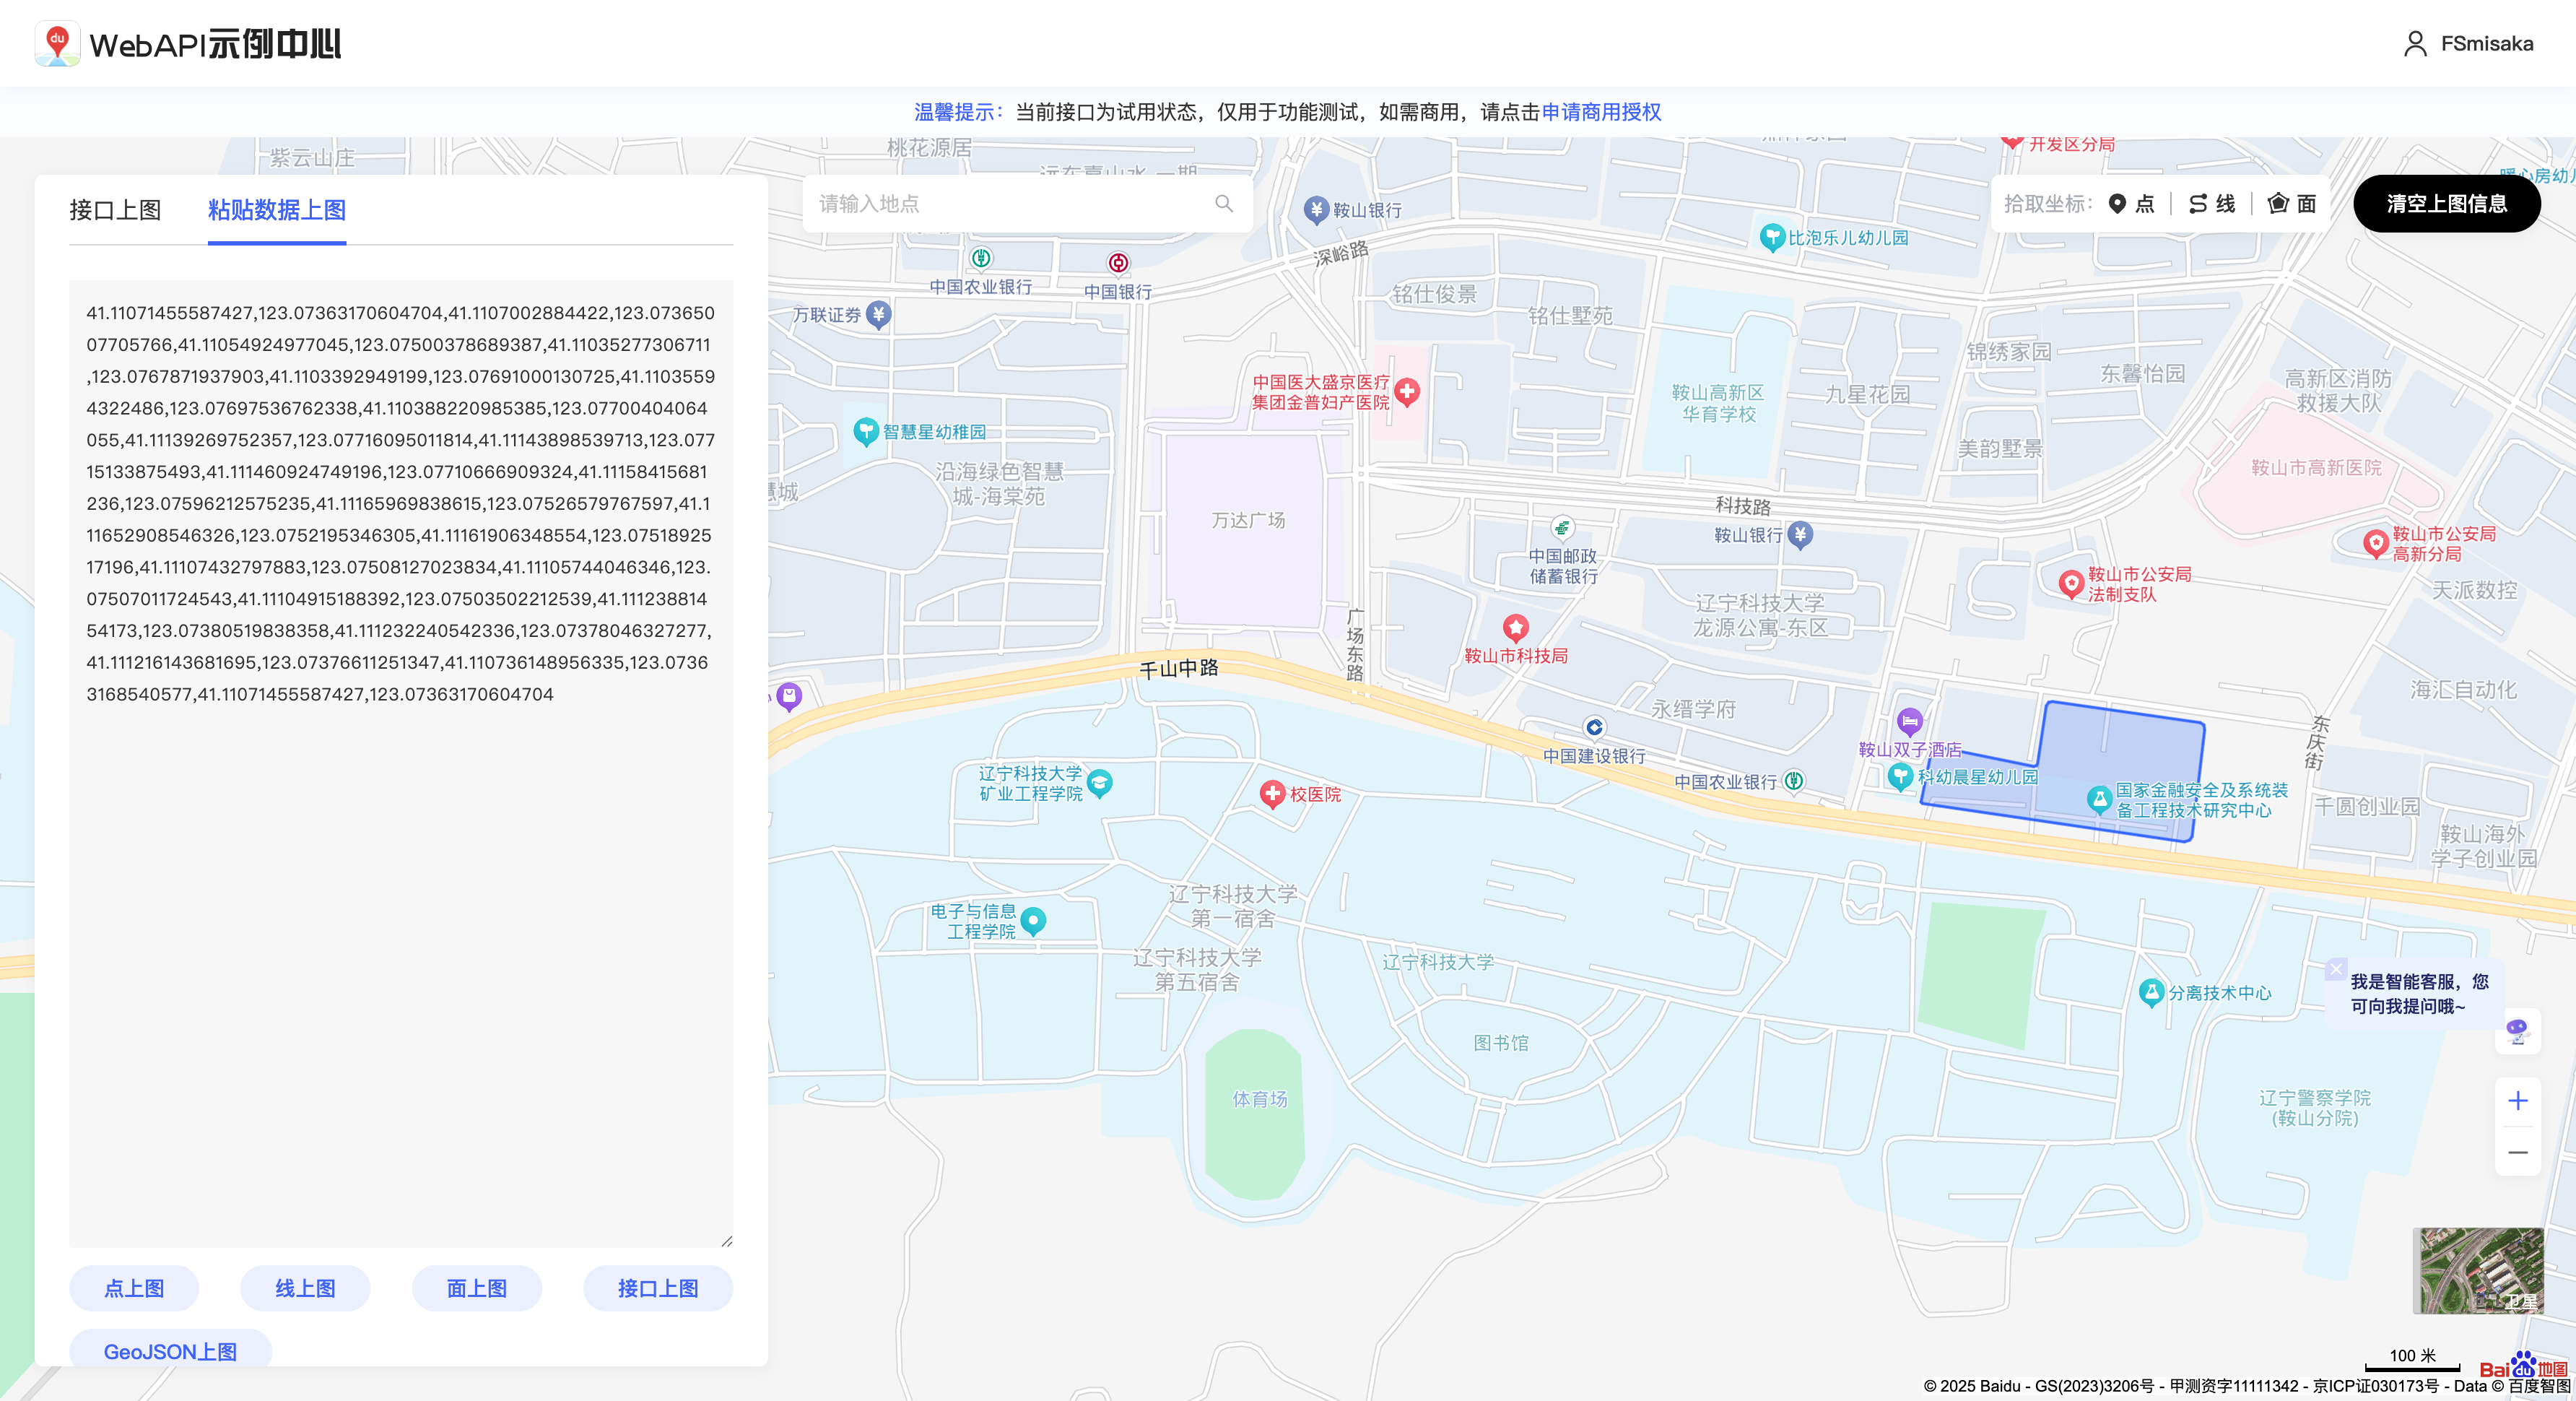 WebAPI示例中心
FSmisaka
温馨提示：当前接口为试用状态，仅用于功能测试，如需商用，请点击申请商用授权
接口上图
粘贴数据上图
41.11071455587427,123.07363170604704,41.1107002884422,123.073650
07705766,41.11054924977045,123.07500378689387,41.11035277306711
,123.0767871937903,41.1103392949199,123.07691000130725,41.1103559
4322486,123.07697536762338,41.110388220985385,123.07700404064
055,41.11139269752357,123.07716095011814,41.11143898539713,123.077
15133875493,41.111460924749196,123.07710666909324,41.11158415681
236,123.07596212575235,41.11165969838615,123.07526579767597,41.1
11652908546326,123.0752195346305,41.11161906348554,123.07518925
17196,41.11107432797883,123.07508127023834,41.11105744046346,123.
07507011724543,41.11104915188392,123.07503502212539,41.111238814
54173,123.07380519838358,41.111232240542336,123.07378046327277,
41.111216143681695,123.07376611251347,41.110736148956335,123.0736
3168540577,41.11071455587427,123.07363170604704
点上图
线上图
面上图
接口上图
GeoJSON上图
请输入地点
拾取坐标：
点
线
面
清空上图信息
紫云山庄
桃花源居
开发区分局
鞍山银行
深峪路
比泡乐儿幼儿园
中国农业银行
中国银行
万联证券
铭仕俊景
铭仕墅苑
锦绣家园
东馨怡园
高新区消防
救援大队
中国医大盛京医疗
集团金普妇产医院
鞍山高新区
华育学校
九星花园
智慧星幼稚园
美韵墅景
鞍山市高新医院
沿海绿色智慧
城-海棠苑
慧城
万达广场
科技路
鞍山银行
中国邮政
储蓄银行
鞍山市公安局
高新分局
鞍山市公安局
法制支队
天派数控
辽宁科技大学
龙源公寓-东区
广场东路
鞍山市科技局
千山中路
海汇自动化
永缙学府
东庆街
中国建设银行
鞍山双子酒店
中国农业银行
科幼晨星幼儿园
国家金融安全及系统装
备工程技术研究中心
千圆创业园
鞍山海外
学子创业园
辽宁科技大学
矿业工程学院
校医院
辽宁科技大学
第一宿舍
电子与信息
工程学院
辽宁科技大学
第五宿舍
辽宁科技大学
分离技术中心
我是智能客服，您
可向我提问哦~
图书馆
体育场
辽宁警察学院
(鞍山分院)
卫星
100 米
Baidu地图
© 2025 Baidu - GS(2023)3206号 - 甲测资字11111342 - 京ICP证030173号 - Data © 百度智图